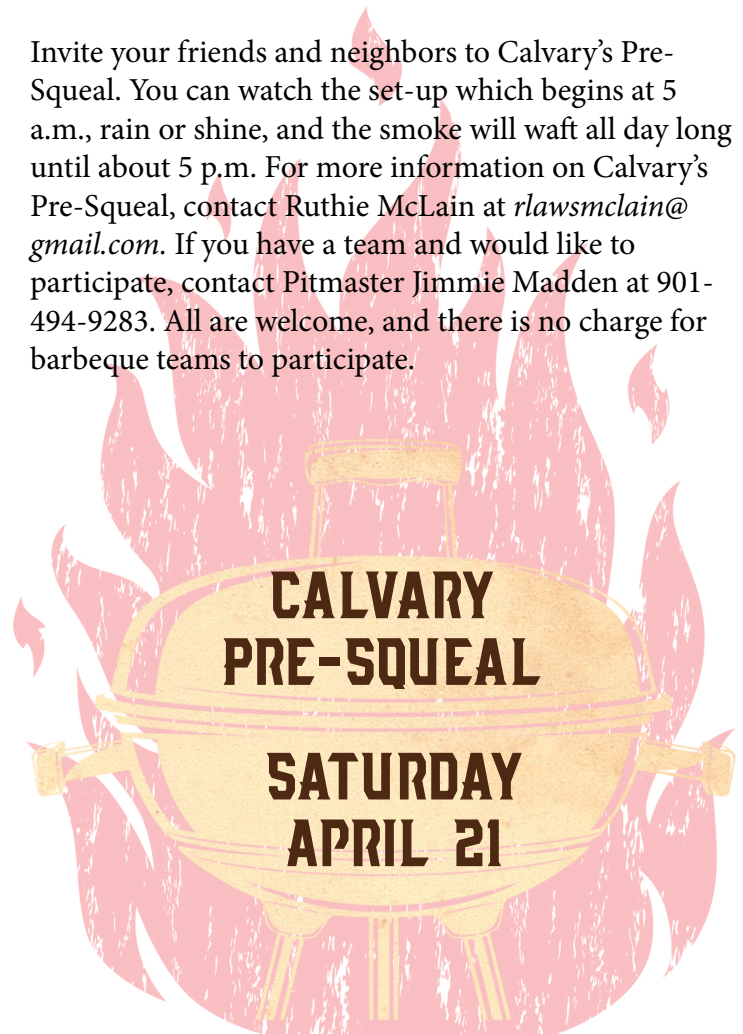 Invite your friends and neighbors to Calvary’s Pre-
Squeal. You can watch the set-up which begins at 5
a.m., rain or shine, and the smoke will waft all day long
until about 5 p.m. For more information on Calvary’s
Pre-Squeal, contact Ruthie McLain at rlawsmclain@
gmail.com. If you have a team and would like to
participate, contact Pitmaster Jimmie Madden at 901-
494-9283. All are welcome, and there is no charge for
barbeque teams to participate.
CALVARY
PRE-SQUEAL
SATURDAY
APRIL 21